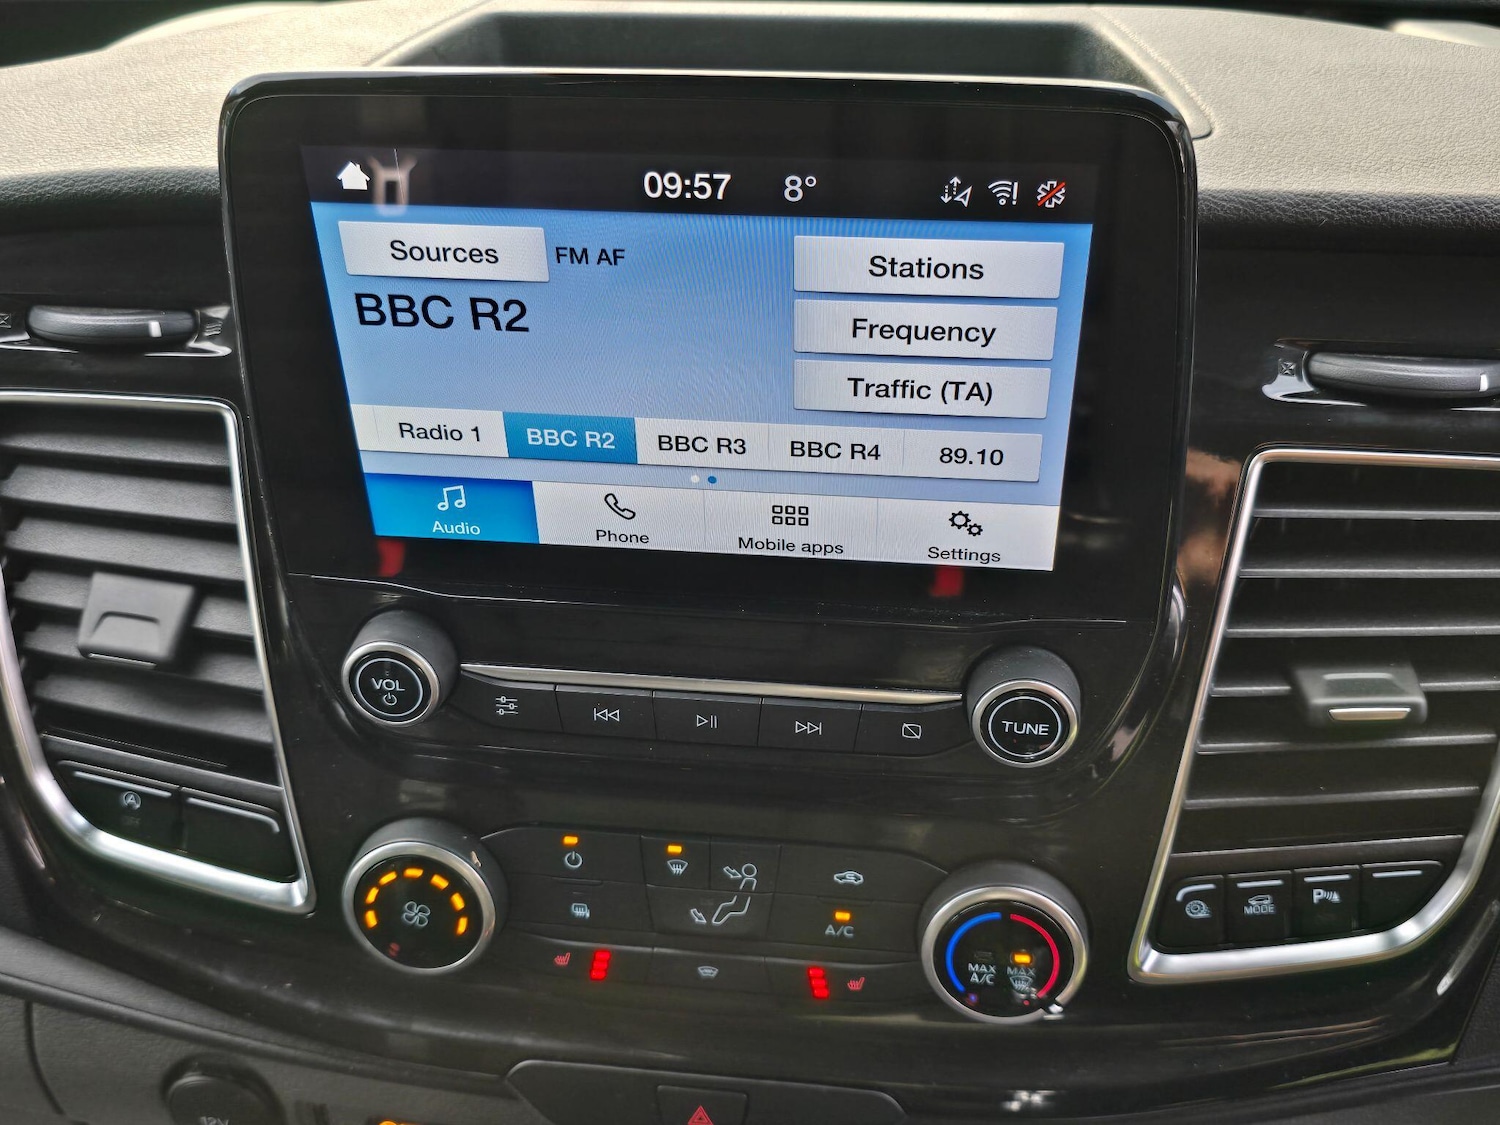 09:57 8°
Sources FM AF
BBC R2
Stations
Frequency
Traffic (TA)
Radio 1 BBC R2 BBC R3 BBC R4 89.10
Audio Phone Mobile apps Settings
VOL
TUNE
A
A/C
MAX A/C
MAX
MODE
P
12V